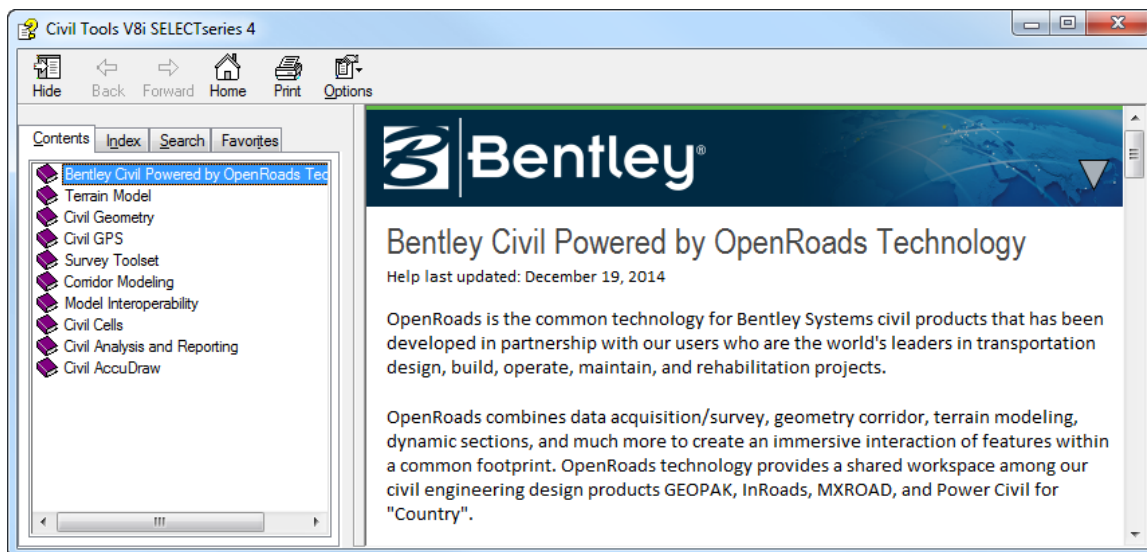 Civil Tools V8i SELECTseries 4
Hide Back Forward Home Print Options
Contents Index Search Favorites
Bentley Civil Powered by OpenRoads Tec
Terrain Model
Civil Geometry
Civil GPS
Survey Toolset
Corridor Modeling
Model Interoperability
Civil Cells
Civil Analysis and Reporting
Civil AccuDraw
B Bentley®
Bentley Civil Powered by OpenRoads Technology
Help last updated: December 19, 2014
OpenRoads is the common technology for Bentley Systems civil products that has been
developed in partnership with our users who are the world's leaders in transportation
design, build, operate, maintain, and rehabilitation projects.
OpenRoads combines data acquisition/survey, geometry corridor, terrain modeling,
dynamic sections, and much more to create an immersive interaction of features within
a common footprint. OpenRoads technology provides a shared workspace among our
civil engineering design products GEOPAK, InRoads, MXROAD, and Power Civil for
"Country".